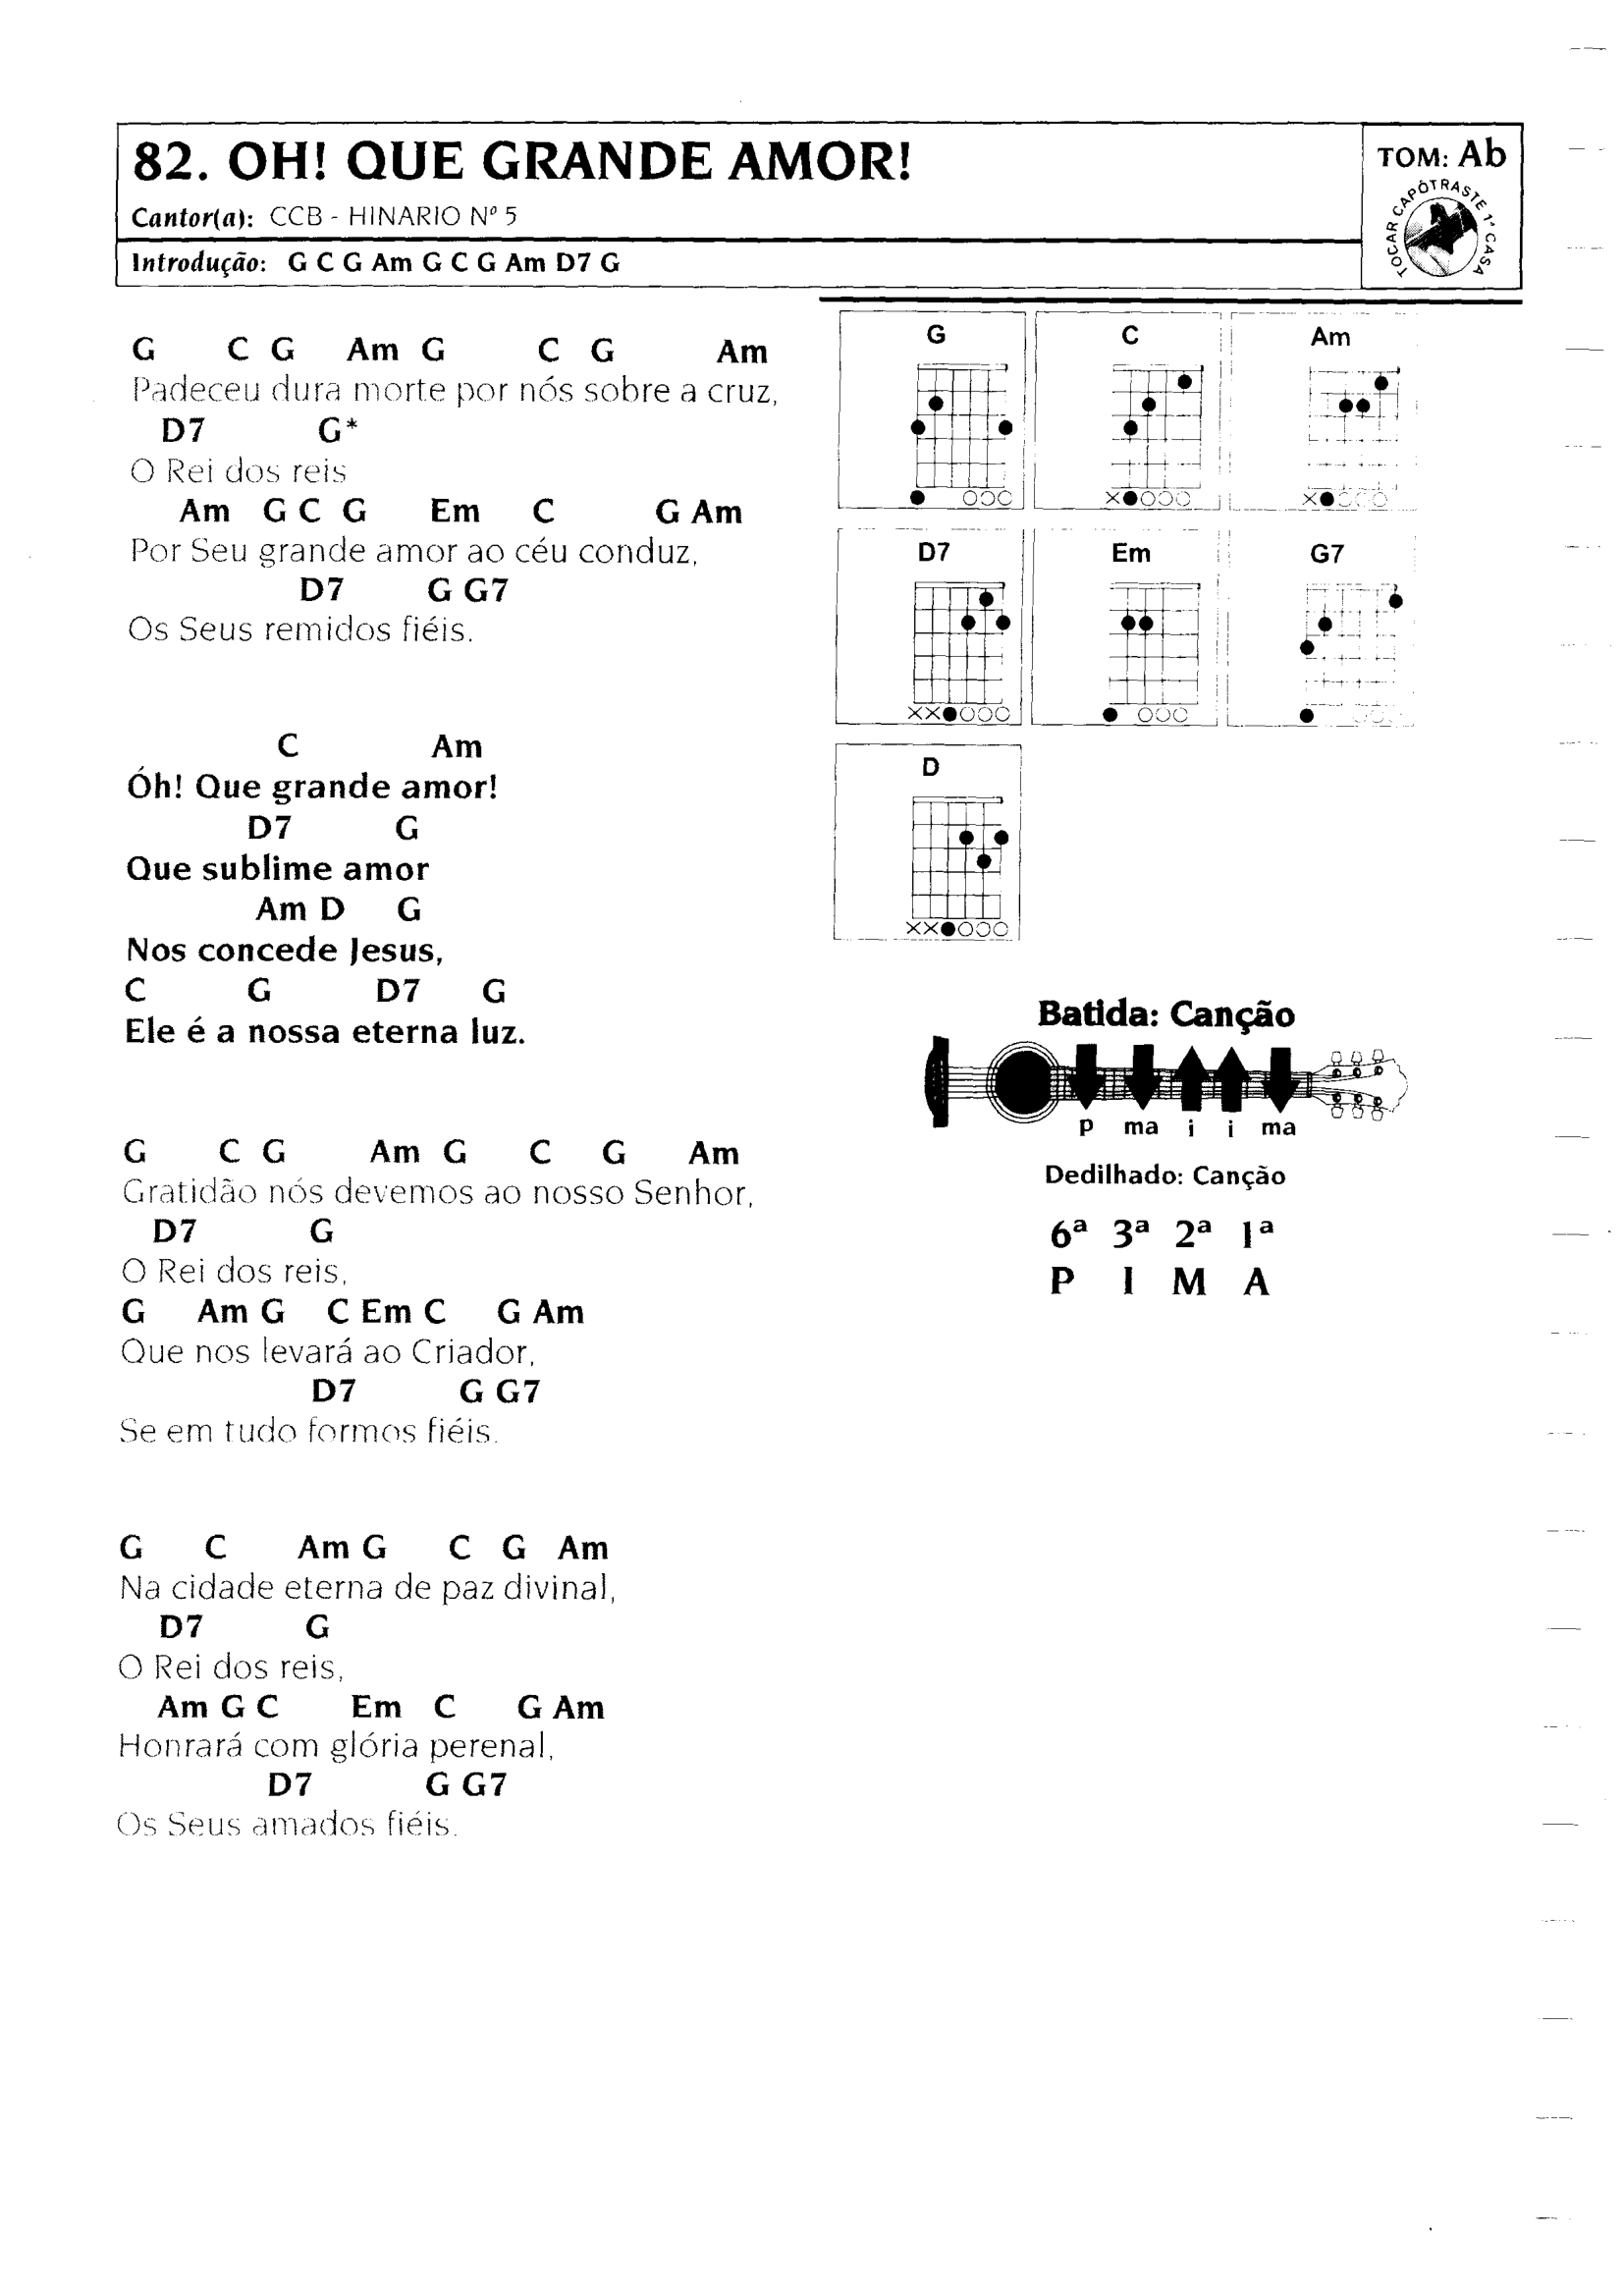 82. OH! QUE GRANDE AMOR!
Cantor(a): CCB - HINARIO Nº 5
Introdução: G C G Am G C G Am D7 G
TOM: Ab
TOCAR CAPÔTRASTE 1ª CASA
G C G Am G C G Am
Padeceu dura morte por nós sobre a cruz,
D7 G*
O Rei dos reis
Am G C G Em C G Am
Por Seu grande amor ao céu conduz,
D7 G G7
Os Seus remidos fiéis.
C Am
Óh! Que grande amor!
D7 G
Que sublime amor
Am D G
Nos concede Jesus,
C G D7 G
Ele é a nossa eterna luz.
G C G Am G C G Am
Gratidão nós devemos ao nosso Senhor,
D7 G
O Rei dos reis,
G Am G C Em C G Am
Que nos levará ao Criador,
D7 G G7
Se em tudo formos fiéis.
G C Am G C G Am
Na cidade eterna de paz divinal,
D7 G
O Rei dos reis,
Am G C Em C G Am
Honrará com glória perenal,
D7 G G7
Os Seus amados fiéis.
G C Am
D7 Em G7
D
Batida: Canção
p ma i i ma
Dedilhado: Canção
6ª 3ª 2ª 1ª
P I M A